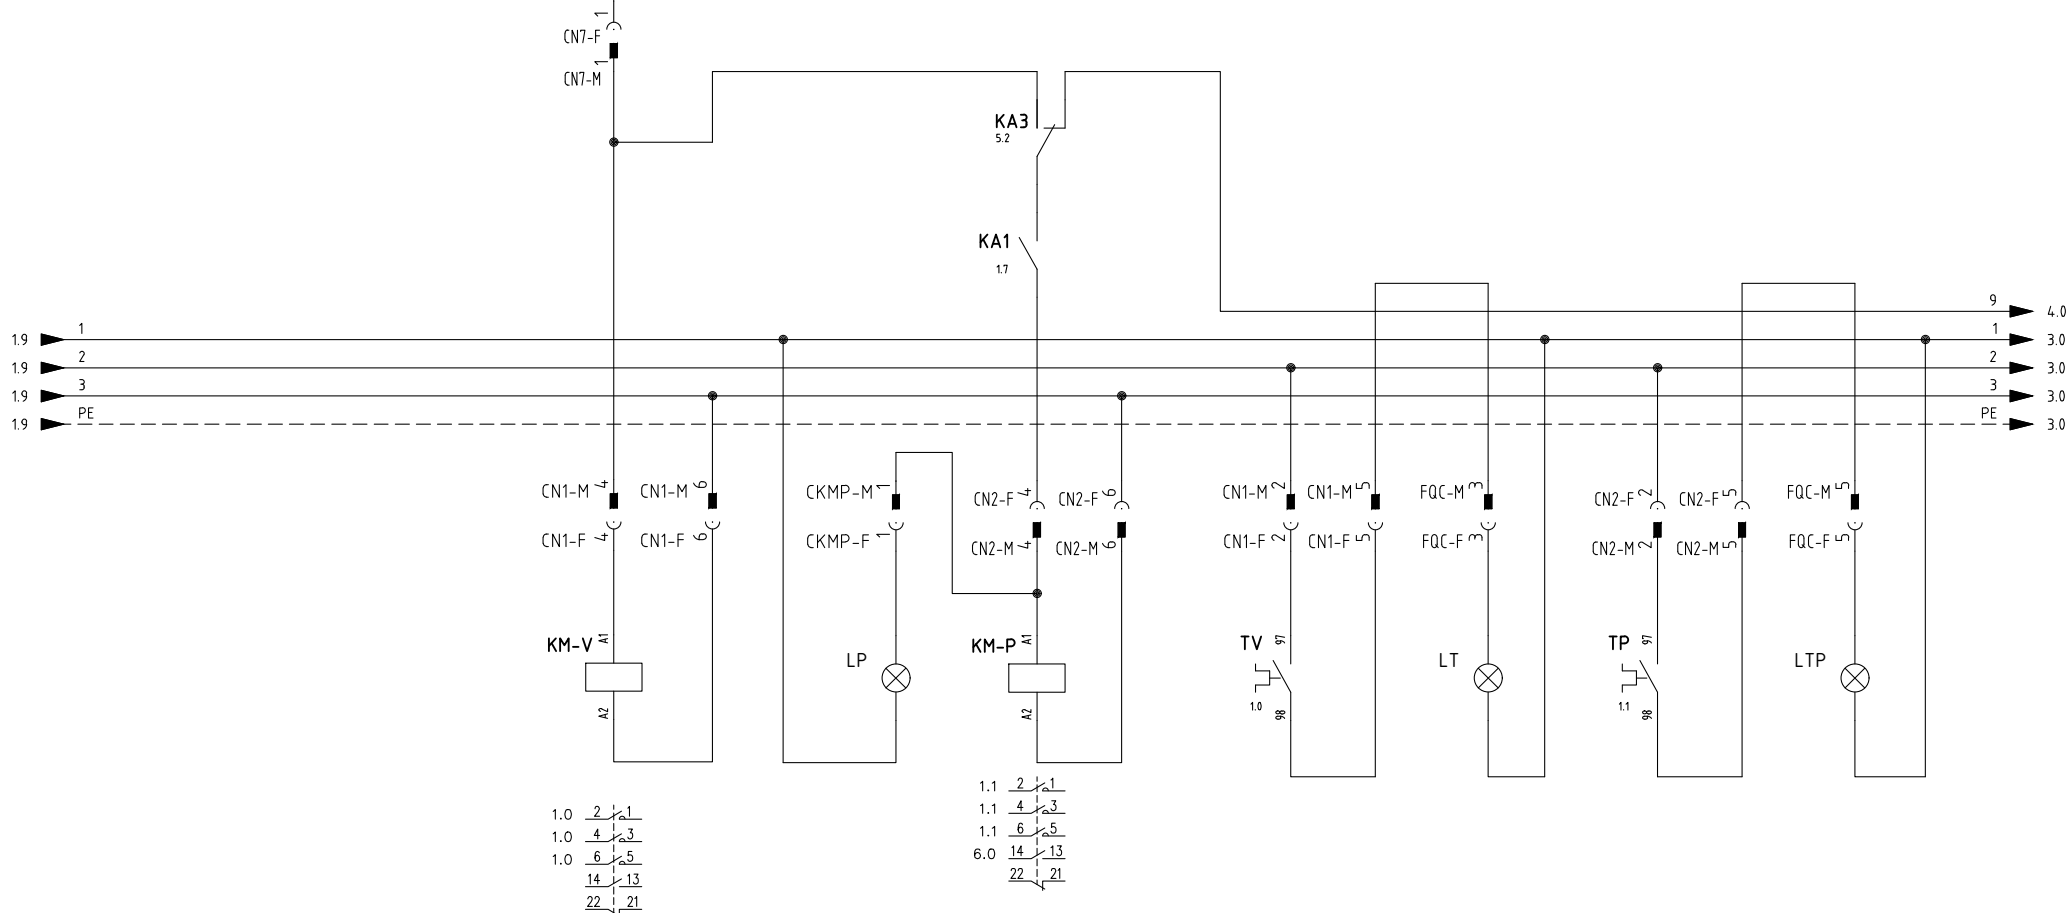 1
CN7-F
1
CN7-M
KA3
5.2
KA1
1.7
9 4.0
1.9 1 1 3.0
1.9 2 2 3.0
1.9 3 3 3.0
1.9 PE PE 3.0
CN1-M 4 CN1-M 6 CKMP-M 1 CN2-F 4 CN2-F 6 CN1-M 2 CN1-M 5 FQC-M 3 CN2-F 2 CN2-F 5 FQC-M 5
CN1-F 4 CN1-F 6 CKMP-F 1 CN2-M 4 CN2-M 6 CN1-F 2 CN1-F 5 FQC-F 3 CN2-M 2 CN2-M 5 FQC-F 5
KM-V A1 KM-P A1 TV 97 TP 97
LP LT LTP
A2 A2 1.0 98 1.1 98
1.1 2 1
1.1 4 3
1.1 6 5
6.0 14 13
22 21
1.0 2 1
1.0 4 3
1.0 6 5
14 13
22 21